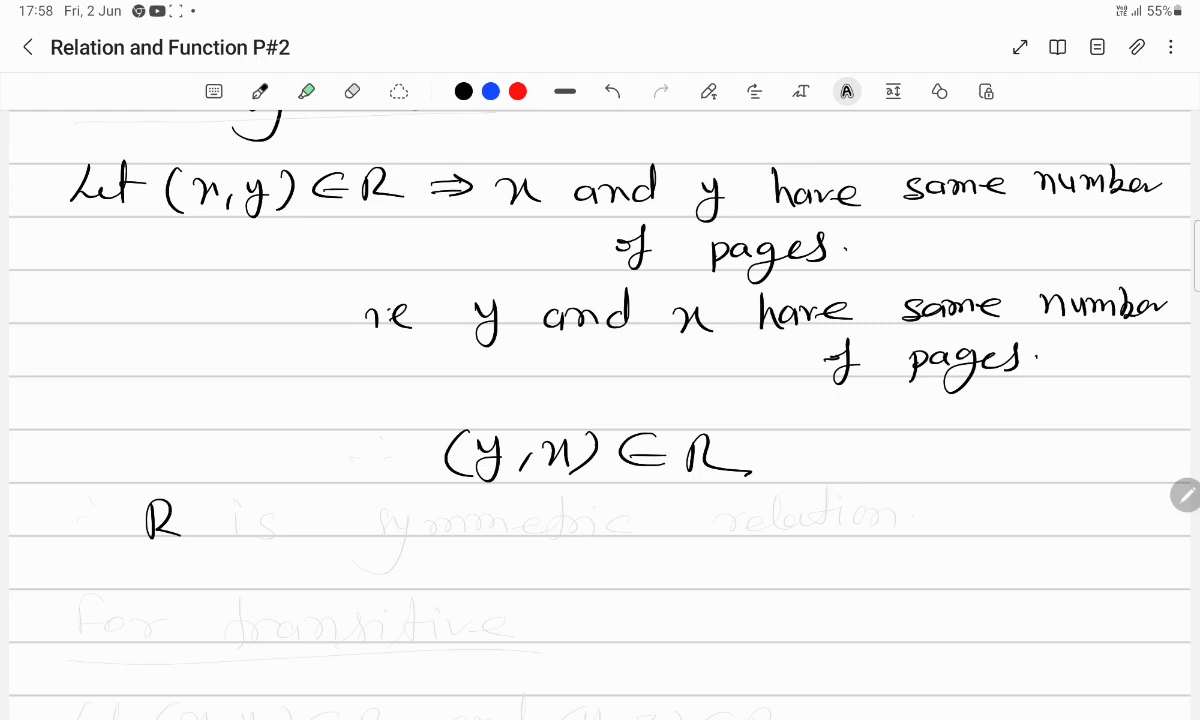 17:58 Fri, 2 Jun 55%
Relation and Function P#2
Let (x, y) ∈ R ⇒ x and y have same number
of pages.
ie y and x have same number
of pages.
∴ (y, x) ∈ R
∴ R is symmetric relation.
For transitive